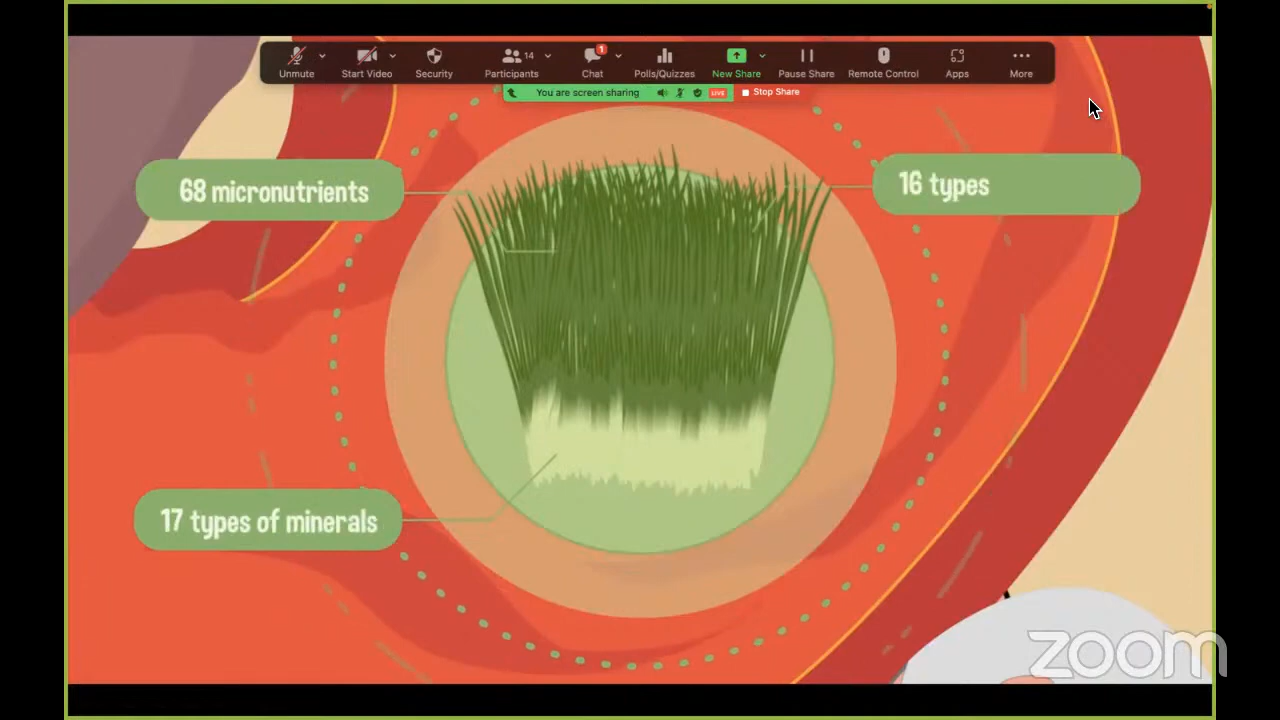 Unmute
Start Video
Security
Participants
14
Chat
1
Polls/Quizzes
New Share
Pause Share
Remote Control
Apps
More
You are screen sharing
LIVE
Stop Share
68 micronutrients
16 types
17 types of minerals
zoom